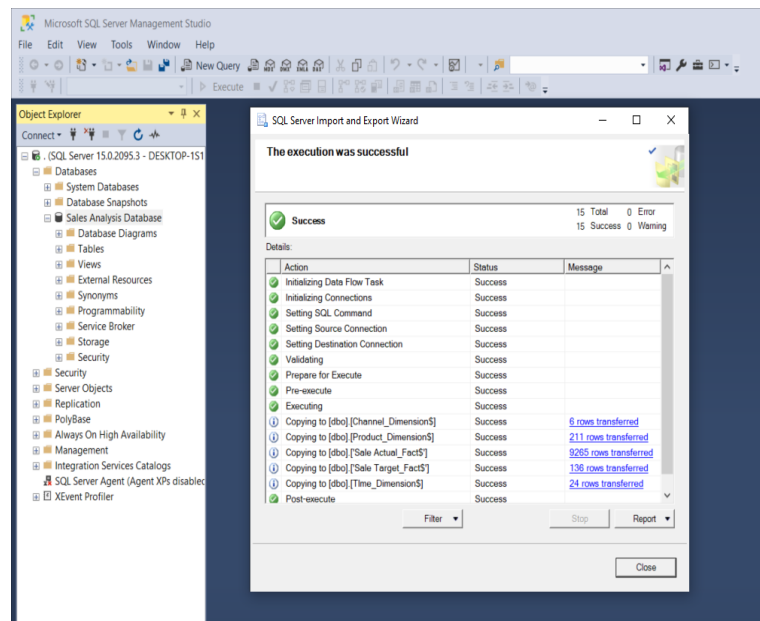 Microsoft SQL Server Management Studio
File Edit View Tools Window Help
New Query
Execute
Object Explorer
Connect
. (SQL Server 15.0.2095.3 - DESKTOP-1S1
Databases
System Databases
Database Snapshots
Sales Analysis Database
Database Diagrams
Tables
Views
External Resources
Synonyms
Programmability
Service Broker
Storage
Security
Security
Server Objects
Replication
PolyBase
Always On High Availability
Management
Integration Services Catalogs
SQL Server Agent (Agent XPs disabled
XEvent Profiler
SQL Server Import and Export Wizard
The execution was successful
Success
15 Total 0 Error
15 Success 0 Warning
Details:
Action Status Message
Initializing Data Flow Task Success
Initializing Connections Success
Setting SQL Command Success
Setting Source Connection Success
Setting Destination Connection Success
Validating Success
Prepare for Execute Success
Pre-execute Success
Executing Success
Copying to [dbo].[Channel_Dimension$] Success 6 rows transferred
Copying to [dbo].[Product_Dimension$] Success 211 rows transferred
Copying to [dbo].['Sale Actual_Fact$'] Success 9265 rows transferred
Copying to [dbo].['Sale Target_Fact$'] Success 136 rows transferred
Copying to [dbo].[TIme_Dimension$] Success 24 rows transferred
Post-execute Success
Filter Stop Report
Close